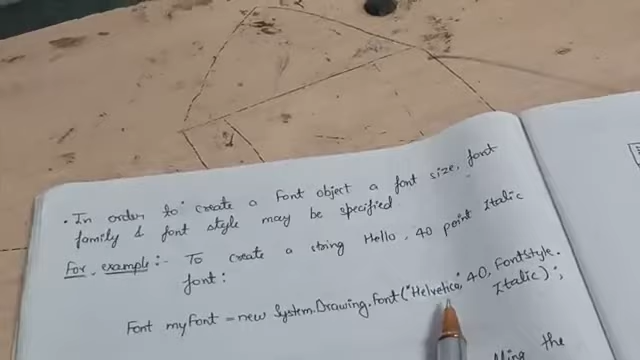 • In order to create a Font object a font size, font
family & font style may be specified
For example:- To create a string Hello, 40 point Italic
font:
Font myFont = new System.Drawing.Font("Helvetica" 40, FontStyle.
Italic);
the